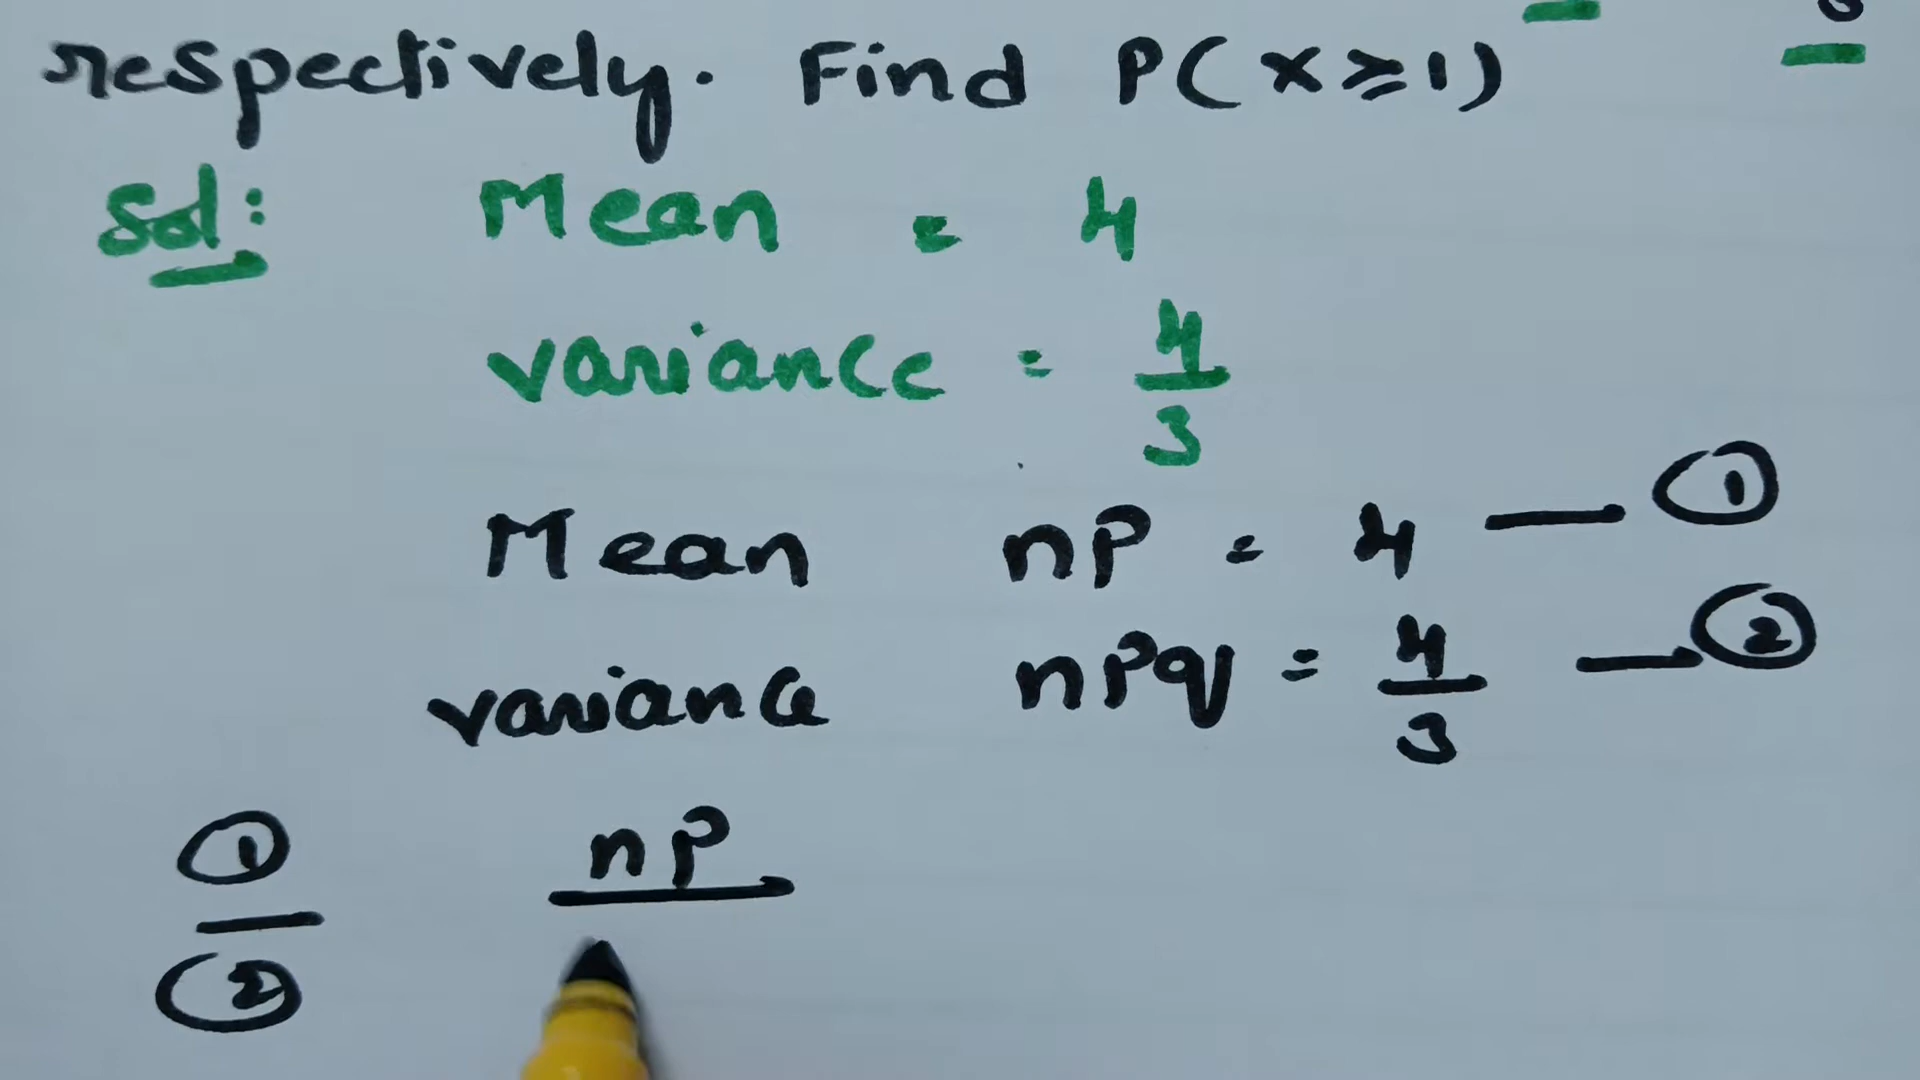 respectively. Find P(x≥1)
Sol: Mean = 4
variance = 4/3
Mean np = 4 — ①
variance npq = 4/3 — ②
①/② np